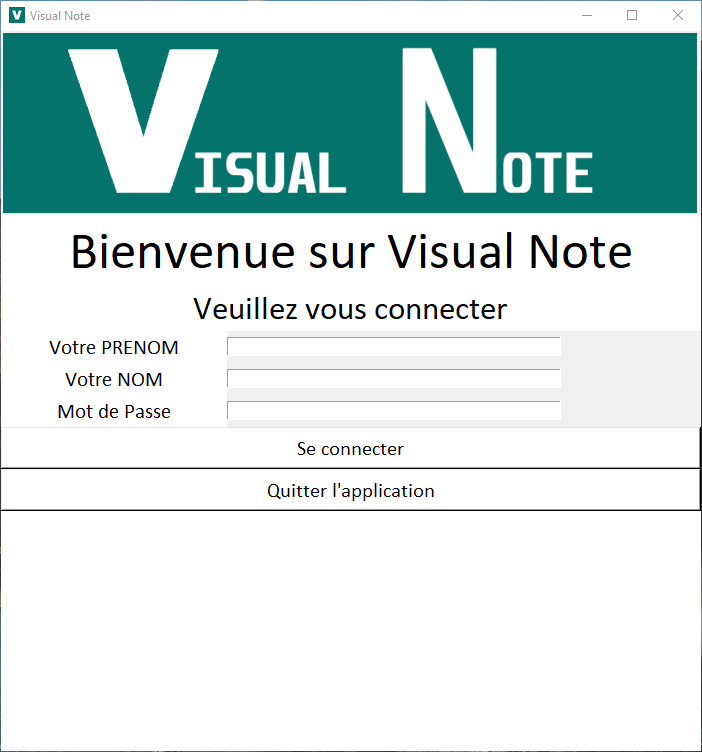 Visual Note
VISUAL NOTE
Bienvenue sur Visual Note
Veuillez vous connecter
Votre PRENOM
Votre NOM
Mot de Passe
Se connecter
Quitter l'application